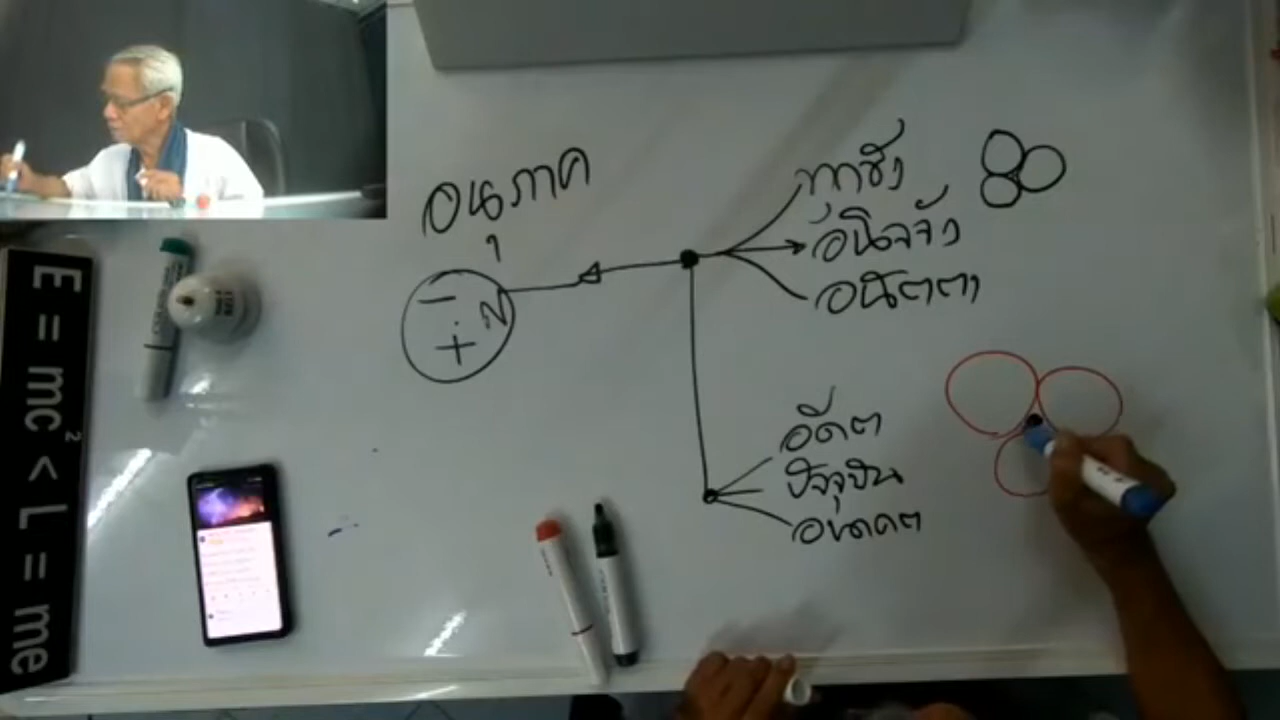 อนุภาค
−
N
+
ทุกขัง
อนิจจัง
อนัตตา
อดีต
ปัจจุบัน
อนาคต
E = mc² < L = me